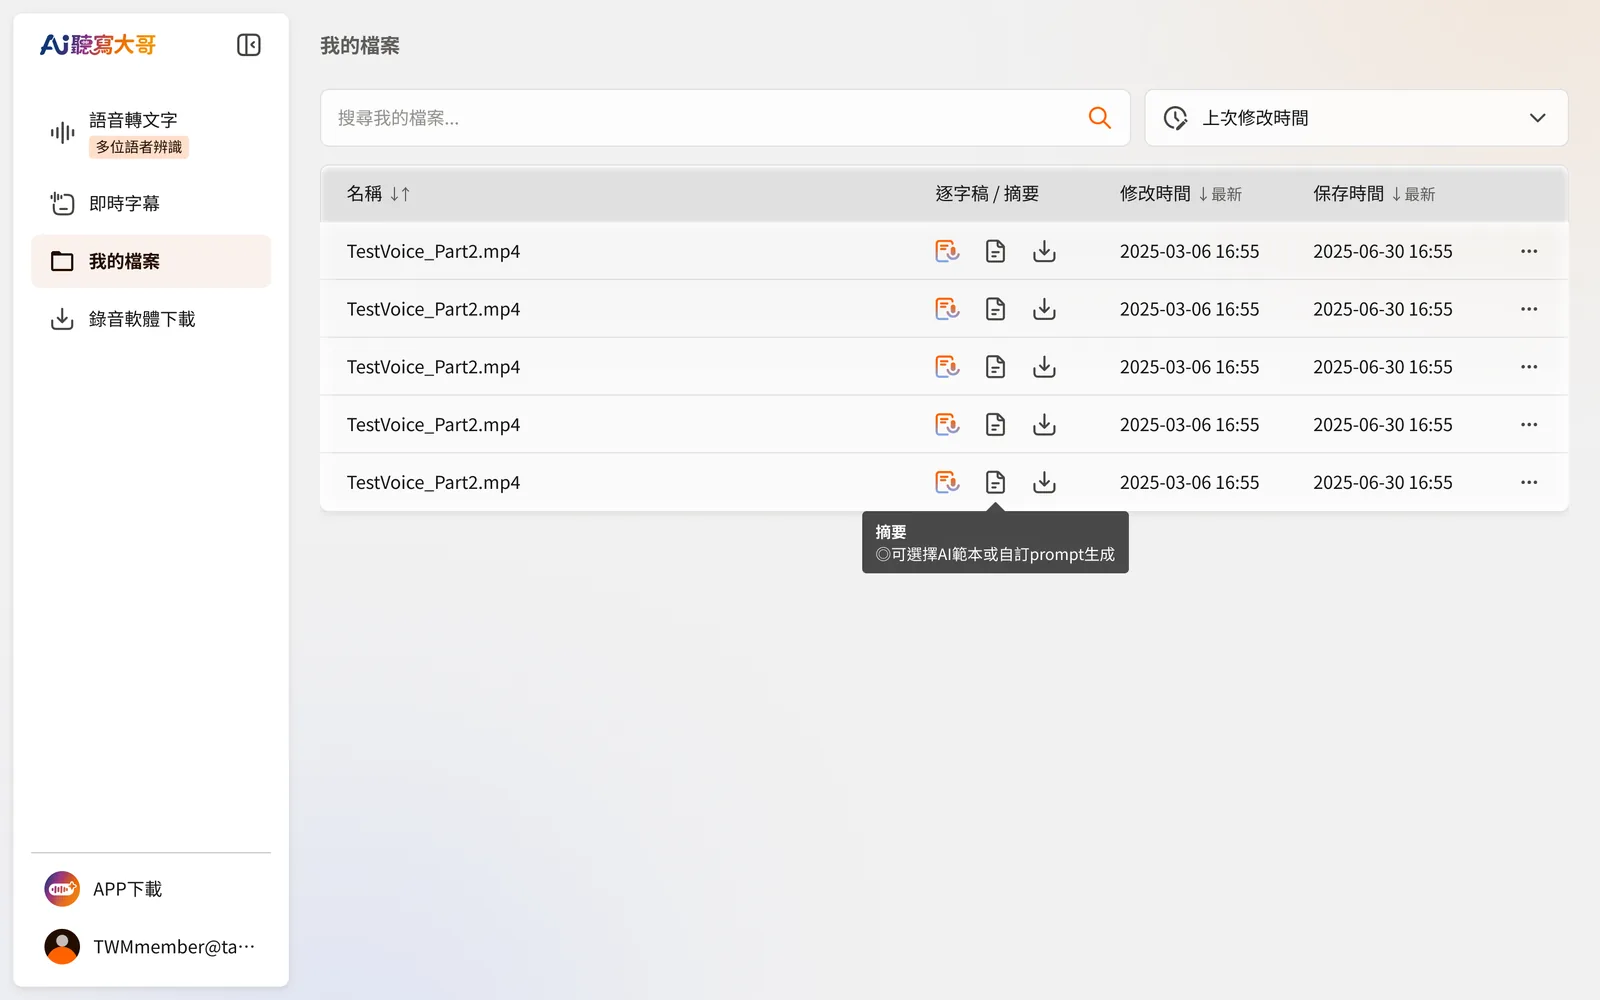 Ai聽寫大哥
語音轉文字
多位語者辨識
即時字幕
我的檔案
錄音軟體下載
APP下載
TWMmember@ta···
我的檔案
搜尋我的檔案...
上次修改時間
名稱 ↓↑ 逐字稿 / 摘要 修改時間 ↓最新 保存時間 ↓最新
TestVoice_Part2.mp4 2025-03-06 16:55 2025-06-30 16:55
TestVoice_Part2.mp4 2025-03-06 16:55 2025-06-30 16:55
TestVoice_Part2.mp4 2025-03-06 16:55 2025-06-30 16:55
TestVoice_Part2.mp4 2025-03-06 16:55 2025-06-30 16:55
TestVoice_Part2.mp4 2025-03-06 16:55 2025-06-30 16:55
摘要
◎可選擇AI範本或自訂prompt生成